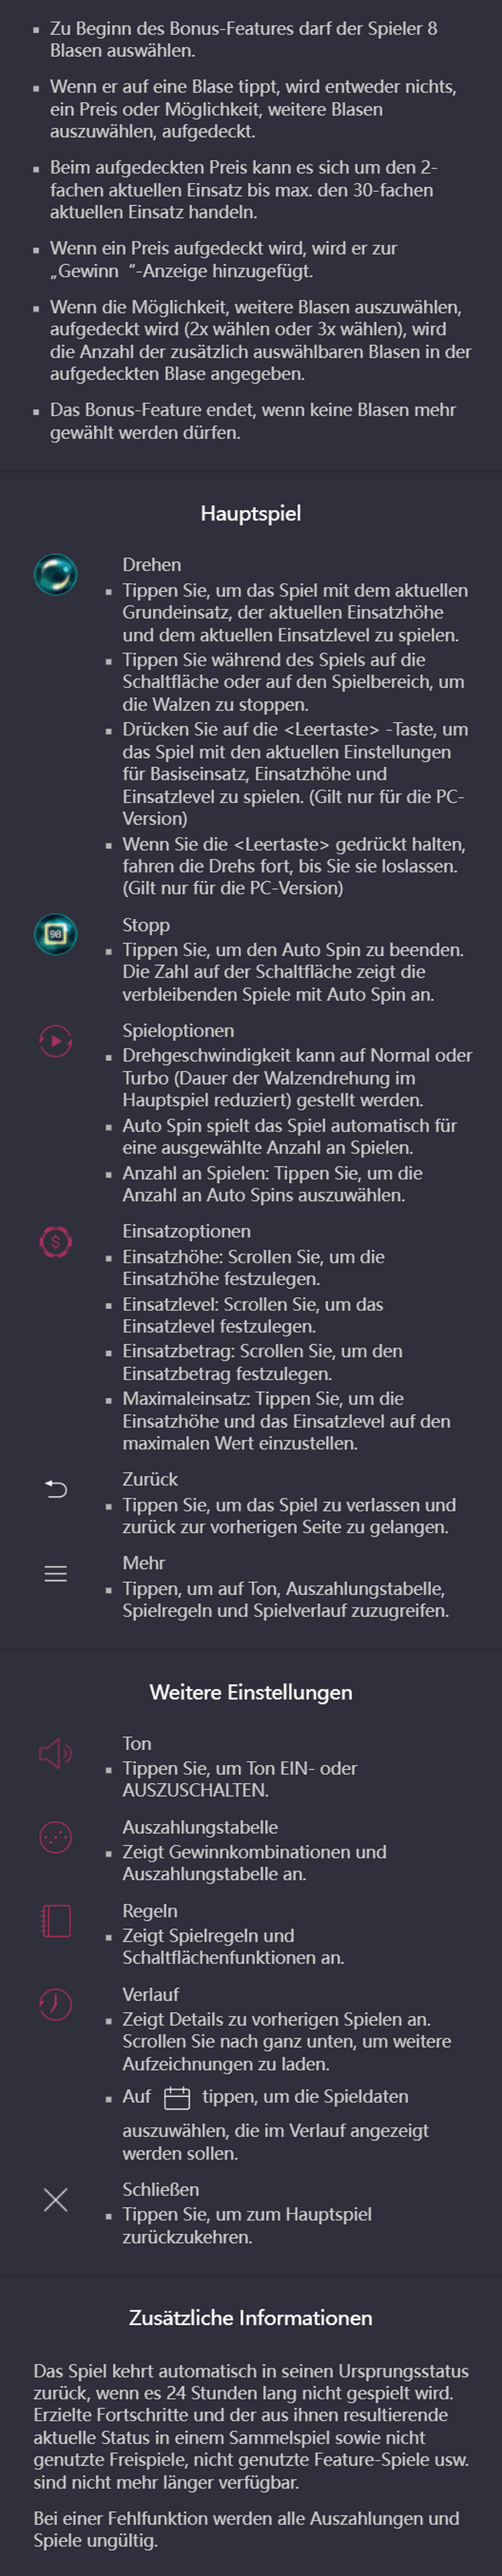 Zu Beginn des Bonus-Features darf der Spieler 8
Blasen auswählen.
Wenn er auf eine Blase tippt, wird entweder nichts,
ein Preis oder Möglichkeit, weitere Blasen
auszuwählen, aufgedeckt.
Beim aufgedeckten Preis kann es sich um den 2-
fachen aktuellen Einsatz bis max. den 30-fachen
aktuellen Einsatz handeln.
Wenn ein Preis aufgedeckt wird, wird er zur
„Gewinn “-Anzeige hinzugefügt.
Wenn die Möglichkeit, weitere Blasen auszuwählen,
aufgedeckt wird (2x wählen oder 3x wählen), wird
die Anzahl der zusätzlich auswählbaren Blasen in der
aufgedeckten Blase angegeben.
Das Bonus-Feature endet, wenn keine Blasen mehr
gewählt werden dürfen.
Hauptspiel
Drehen
Tippen Sie, um das Spiel mit dem aktuellen
Grundeinsatz, der aktuellen Einsatzhöhe
und dem aktuellen Einsatzlevel zu spielen.
Tippen Sie während des Spiels auf die
Schaltfläche oder auf den Spielbereich, um
die Walzen zu stoppen.
Drücken Sie auf die <Leertaste> -Taste, um
das Spiel mit den aktuellen Einstellungen
für Basiseinsatz, Einsatzhöhe und
Einsatzlevel zu spielen. (Gilt nur für die PC-
Version)
Wenn Sie die <Leertaste> gedrückt halten,
fahren die Drehs fort, bis Sie sie loslassen.
(Gilt nur für die PC-Version)
98
Stopp
Tippen Sie, um den Auto Spin zu beenden.
Die Zahl auf der Schaltfläche zeigt die
verbleibenden Spiele mit Auto Spin an.
Spieloptionen
Drehgeschwindigkeit kann auf Normal oder
Turbo (Dauer der Walzendrehung im
Hauptspiel reduziert) gestellt werden.
Auto Spin spielt das Spiel automatisch für
eine ausgewählte Anzahl an Spielen.
Anzahl an Spielen: Tippen Sie, um die
Anzahl an Auto Spins auszuwählen.
$
Einsatzoptionen
Einsatzhöhe: Scrollen Sie, um die
Einsatzhöhe festzulegen.
Einsatzlevel: Scrollen Sie, um das
Einsatzlevel festzulegen.
Einsatzbetrag: Scrollen Sie, um den
Einsatzbetrag festzulegen.
Maximaleinsatz: Tippen Sie, um die
Einsatzhöhe und das Einsatzlevel auf den
maximalen Wert einzustellen.
Zurück
Tippen Sie, um das Spiel zu verlassen und
zurück zur vorherigen Seite zu gelangen.
Mehr
Tippen, um auf Ton, Auszahlungstabelle,
Spielregeln und Spielverlauf zuzugreifen.
Weitere Einstellungen
Ton
Tippen Sie, um Ton EIN- oder
AUSZUSCHALTEN.
Auszahlungstabelle
Zeigt Gewinnkombinationen und
Auszahlungstabelle an.
Regeln
Zeigt Spielregeln und
Schaltflächenfunktionen an.
Verlauf
Zeigt Details zu vorherigen Spielen an.
Scrollen Sie nach ganz unten, um weitere
Aufzeichnungen zu laden.
Auf tippen, um die Spieldaten
auszuwählen, die im Verlauf angezeigt
werden sollen.
Schließen
Tippen Sie, um zum Hauptspiel
zurückzukehren.
Zusätzliche Informationen
Das Spiel kehrt automatisch in seinen Ursprungsstatus
zurück, wenn es 24 Stunden lang nicht gespielt wird.
Erzielte Fortschritte und der aus ihnen resultierende
aktuelle Status in einem Sammelspiel sowie nicht
genutzte Freispiele, nicht genutzte Feature-Spiele usw.
sind nicht mehr länger verfügbar.
Bei einer Fehlfunktion werden alle Auszahlungen und
Spiele ungültig.